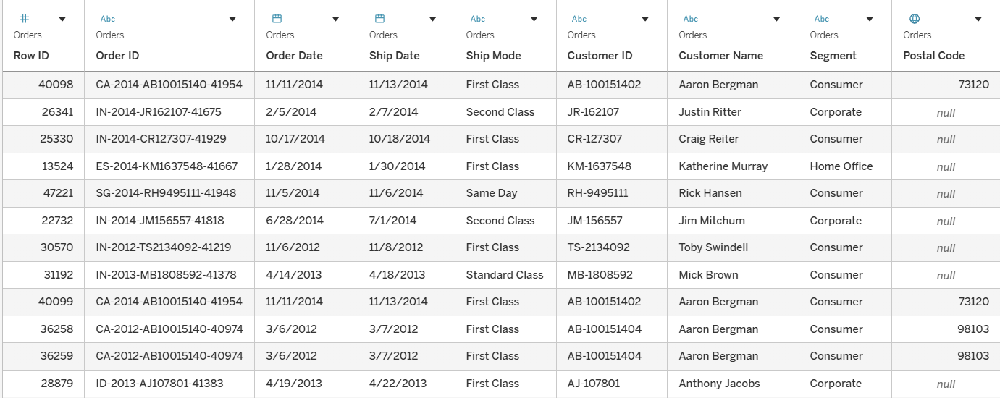 # Abc Abc Abc Abc Abc
Orders Orders Orders Orders Orders Orders Orders Orders Orders
Row ID Order ID Order Date Ship Date Ship Mode Customer ID Customer Name Segment Postal Code
40098 CA-2014-AB10015140-41954 11/11/2014 11/13/2014 First Class AB-100151402 Aaron Bergman Consumer 73120
26341 IN-2014-JR162107-41675 2/5/2014 2/7/2014 Second Class JR-162107 Justin Ritter Corporate null
25330 IN-2014-CR127307-41929 10/17/2014 10/18/2014 First Class CR-127307 Craig Reiter Consumer null
13524 ES-2014-KM1637548-41667 1/28/2014 1/30/2014 First Class KM-1637548 Katherine Murray Home Office null
47221 SG-2014-RH9495111-41948 11/5/2014 11/6/2014 Same Day RH-9495111 Rick Hansen Consumer null
22732 IN-2014-JM156557-41818 6/28/2014 7/1/2014 Second Class JM-156557 Jim Mitchum Corporate null
30570 IN-2012-TS2134092-41219 11/6/2012 11/8/2012 First Class TS-2134092 Toby Swindell Consumer null
31192 IN-2013-MB1808592-41378 4/14/2013 4/18/2013 Standard Class MB-1808592 Mick Brown Consumer null
40099 CA-2014-AB10015140-41954 11/11/2014 11/13/2014 First Class AB-100151402 Aaron Bergman Consumer 73120
36258 CA-2012-AB10015140-40974 3/6/2012 3/7/2012 First Class AB-100151404 Aaron Bergman Consumer 98103
36259 CA-2012-AB10015140-40974 3/6/2012 3/7/2012 First Class AB-100151404 Aaron Bergman Consumer 98103
28879 ID-2013-AJ107801-41383 4/19/2013 4/22/2013 First Class AJ-107801 Anthony Jacobs Corporate null